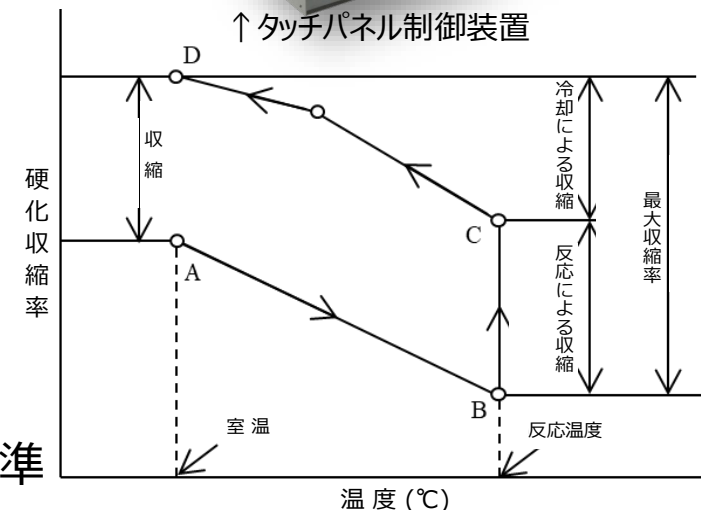 ↑タッチパネル制御装置
D
収縮
冷却による収縮
硬化収縮率
最大収縮率
C
A
反応による収縮
B
室 温
反応温度
準
温 度 (℃)